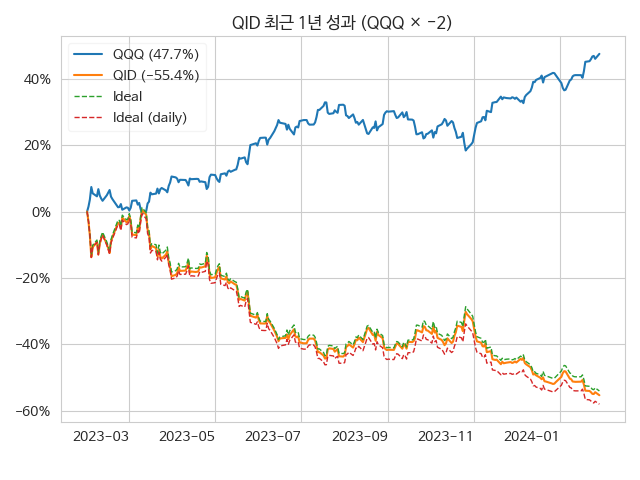 QID 최근 1년 성과 (QQQ × −2)
QQQ (47.7%)
QID (−55.4%)
Ideal
Ideal (daily)
40%
20%
0%
−20%
−40%
−60%
2023−03
2023−05
2023−07
2023−09
2023−11
2024−01